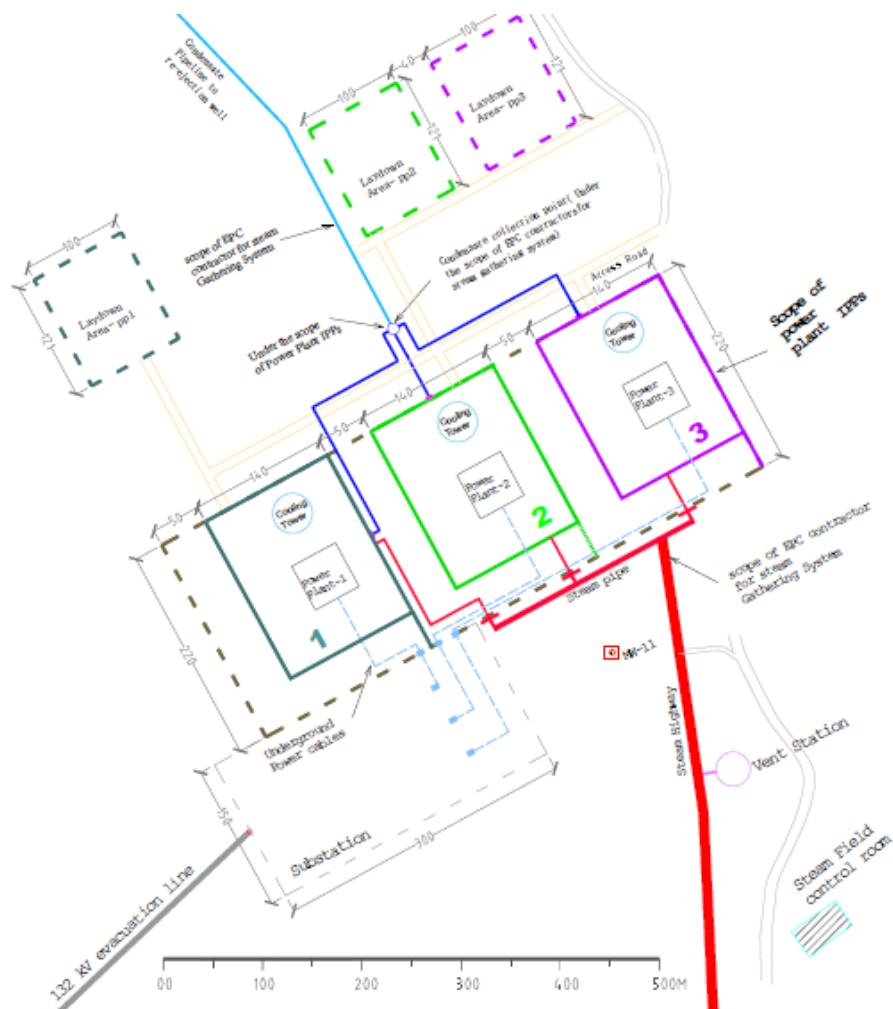 Condensate
Pipeline to
re-ejection well
100
40
100
121
121
Laydown
Area- pp2
Laydown
Area- pp3
scope of EPC
contractor for steam
Gathering System
Condensate collection point( Under
the scope of EPC contractors for
steam gathering system)
100
121
Laydown
Area- pp1
Under the scope
of Power Plant IPPs
Access Road
140
50
140
50
140
50
220
220
Scope of
power
plant IPPs
Cooling
Tower
Power
Plant-3
3
Cooling
Tower
Power
Plant-2
2
Cooling
Tower
Power
Plant-1
1
Steam pipe
scope of EPC Contractor
for steam
Gathering System
MW-11
Steam Highway
Vent Station
Underground
Power cables
150
Substation
300
132 kV evacuation line
Steam Field
control room
00
100
200
300
400
500M